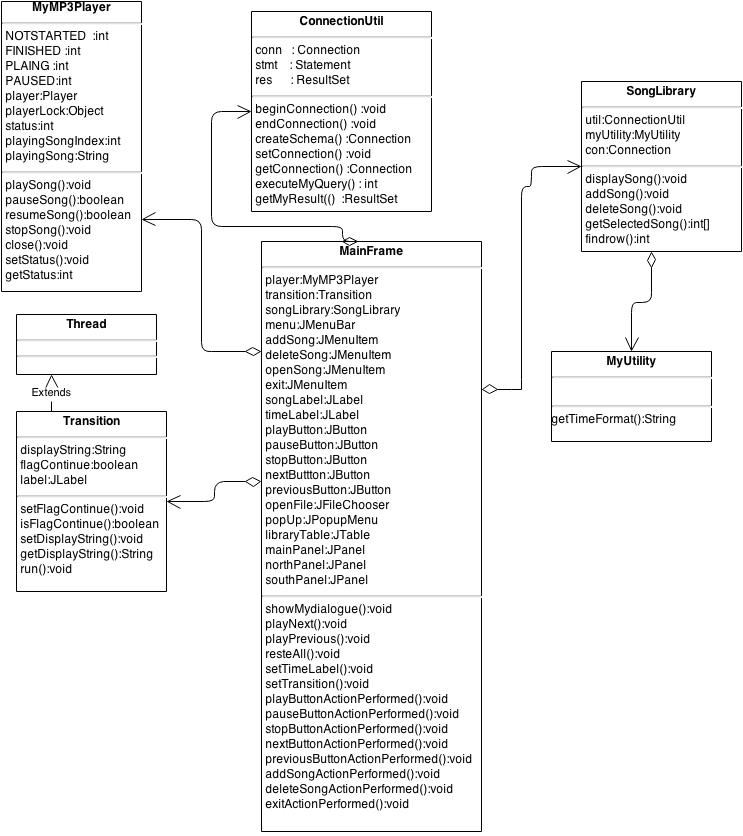 MyMP3Player
NOTSTARTED :int
FINISHED :int
PLAING :int
PAUSED:int
player:Player
playerLock:Object
status:int
playingSongIndex:int
playingSong:String
playSong():void
pauseSong():boolean
resumeSong():boolean
stopSong():void
close():void
setStatus():void
getStatus:int
ConnectionUtil
conn : Connection
stmt : Statement
res : ResultSet
beginConnection() :void
endConnection() :void
createSchema() :Connection
setConnection() :void
getConnection() :Connection
executeMyQuery() : int
getMyResult(() :ResultSet
SongLibrary
util:ConnectionUtil
myUtility:MyUtility
con:Connection
displaySong():void
addSong():void
deleteSong():void
getSelectedSong():int[]
findrow():int
Thread
Extends
Transition
displayString:String
flagContinue:boolean
label:JLabel
setFlagContinue():void
isFlagContinue():boolean
setDisplayString():void
getDisplayString():String
run():void
MainFrame
player:MyMP3Player
transition:Transition
songLibrary:SongLibrary
menu:JMenuBar
addSong:JMenuItem
deleteSong:JMenuItem
openSong:JMenuItem
exit:JMenuItem
songLabel:JLabel
timeLabel:JLabel
playButton:JButton
pauseButton:JButton
stopButton:JButton
nextButtton:JButton
previousButton:JButton
openFile:JFileChooser
popUp:JPopupMenu
libraryTable:JTable
mainPanel:JPanel
northPanel:JPanel
southPanel:JPanel
showMydialogue():void
playNext():void
playPrevious():void
resteAll():void
setTimeLabel():void
setTransition():void
playButtonActionPerformed():void
pauseButtonActionPerformed():void
stopButtonActionPerformed():void
nextButtonActionPerformed():void
previousButtonActionPerformed():void
addSongActionPerformed():void
deleteSongActionPerformed():void
exitActionPerformed():void
MyUtility
getTimeFormat():String